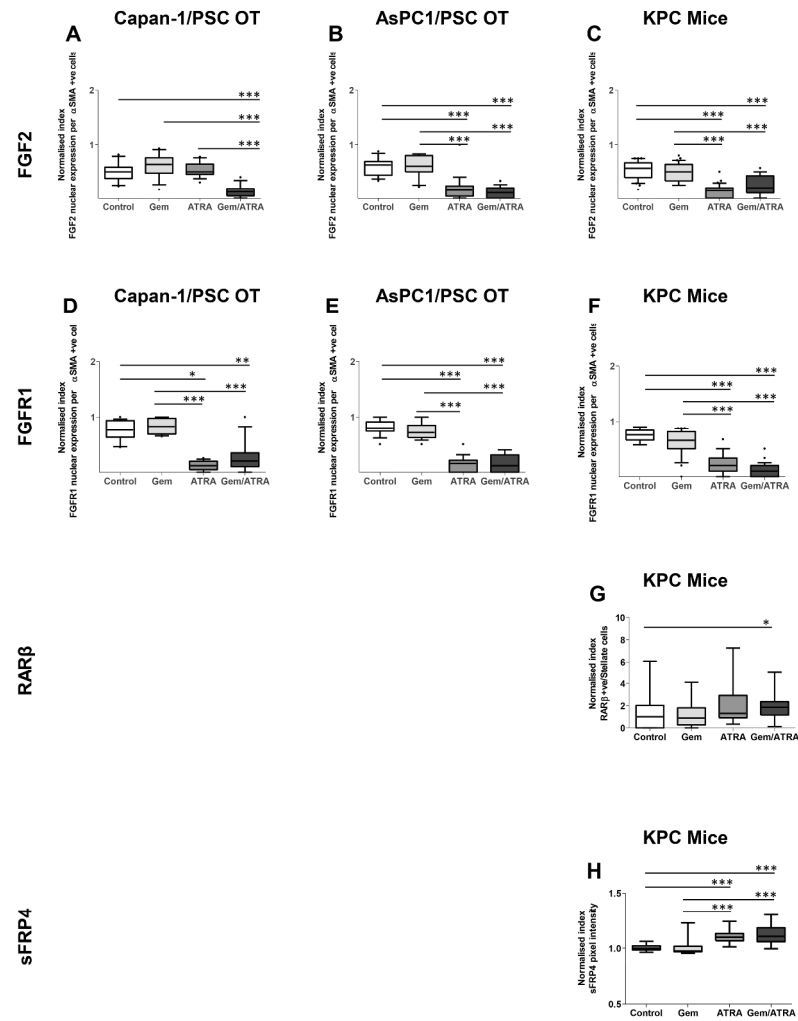 Capan-1/PSC OT
AsPC1/PSC OT
KPC Mice
FGF2
A
Normalised index
FGF2 nuclear expression per αSMA +ve cells
2
1
***
***
***
Control Gem ATRA Gem/ATRA
B
Normalised index
FGF2 nuclear expression per αSMA +ve cells
2
1
***
***
***
***
Control Gem ATRA Gem/ATRA
C
Normalised index
FGF2 nuclear expression per αSMA +ve cells
2
1
***
***
***
***
Control Gem ATRA Gem/ATRA
Capan-1/PSC OT
AsPC1/PSC OT
KPC Mice
FGFR1
D
Normalised index
FGFR1 nuclear expression per αSMA +ve cel
2
1
**
*
***
***
Control Gem ATRA Gem/ATRA
E
Normalised index
FGFR1 nuclear expression per αSMA +ve cel
2
1
***
***
***
***
Control Gem ATRA Gem/ATRA
F
Normalised index
FGFR1 nuclear expression per αSMA +ve cells
2
1
***
***
***
***
Control Gem ATRA Gem/ATRA
RARβ
KPC Mice
G
Normalised index
RARβ +ve/Stellate cells
10
8
6
4
2
0
*
Control Gem ATRA Gem/ATRA
sFRP4
KPC Mice
H
Normalised index
sFRP4 pixel intensity
1.5
1.0
0.5
***
***
***
***
Control Gem ATRA Gem/ATRA